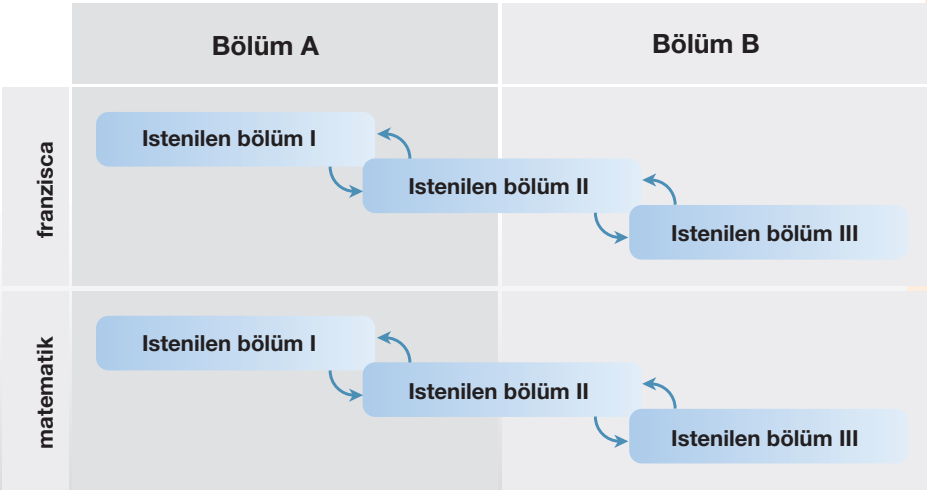 Bölüm A
Bölüm B
franzisca
Istenilen bölüm I
Istenilen bölüm II
Istenilen bölüm III
matematik
Istenilen bölüm I
Istenilen bölüm II
Istenilen bölüm III